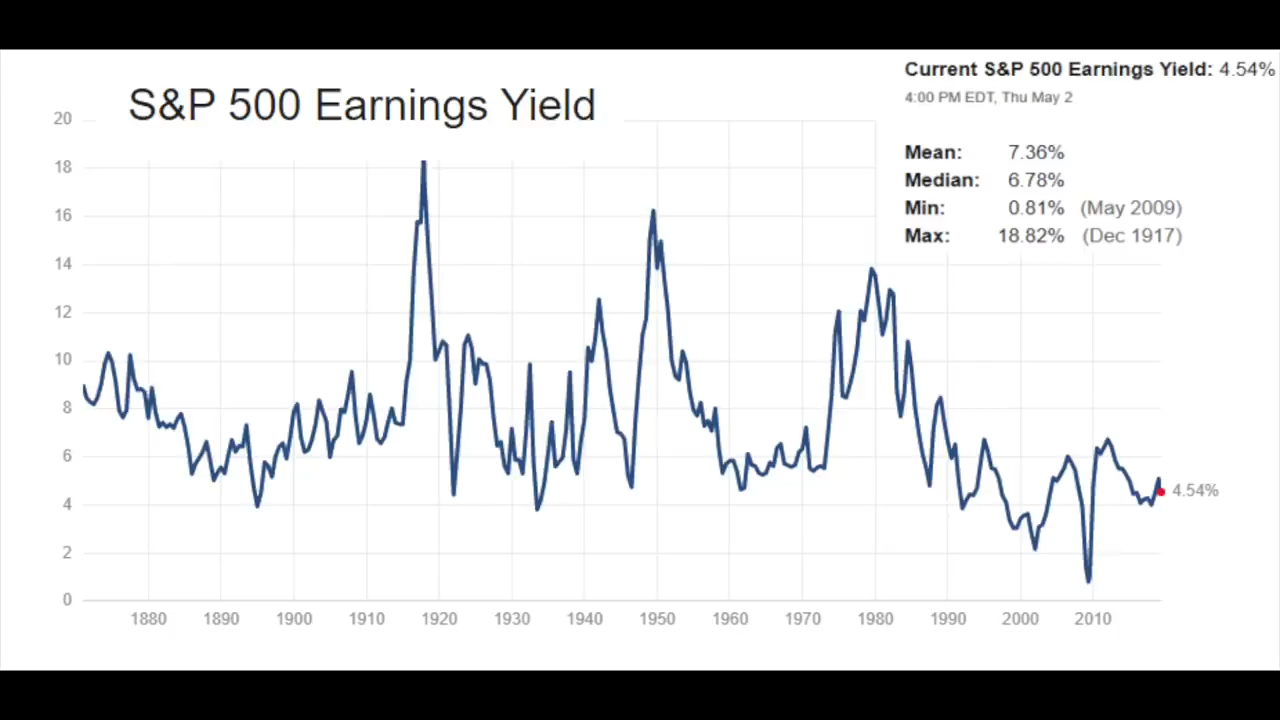 Current S&P 500 Earnings Yield: 4.54%
4:00 PM EDT, Thu May 2
S&P 500 Earnings Yield
Mean: 7.36%
Median: 6.78%
Min: 0.81% (May 2009)
Max: 18.82% (Dec 1917)
20
18
16
14
12
10
8
6
4
2
0
4.54%
1880 1890 1900 1910 1920 1930 1940 1950 1960 1970 1980 1990 2000 2010